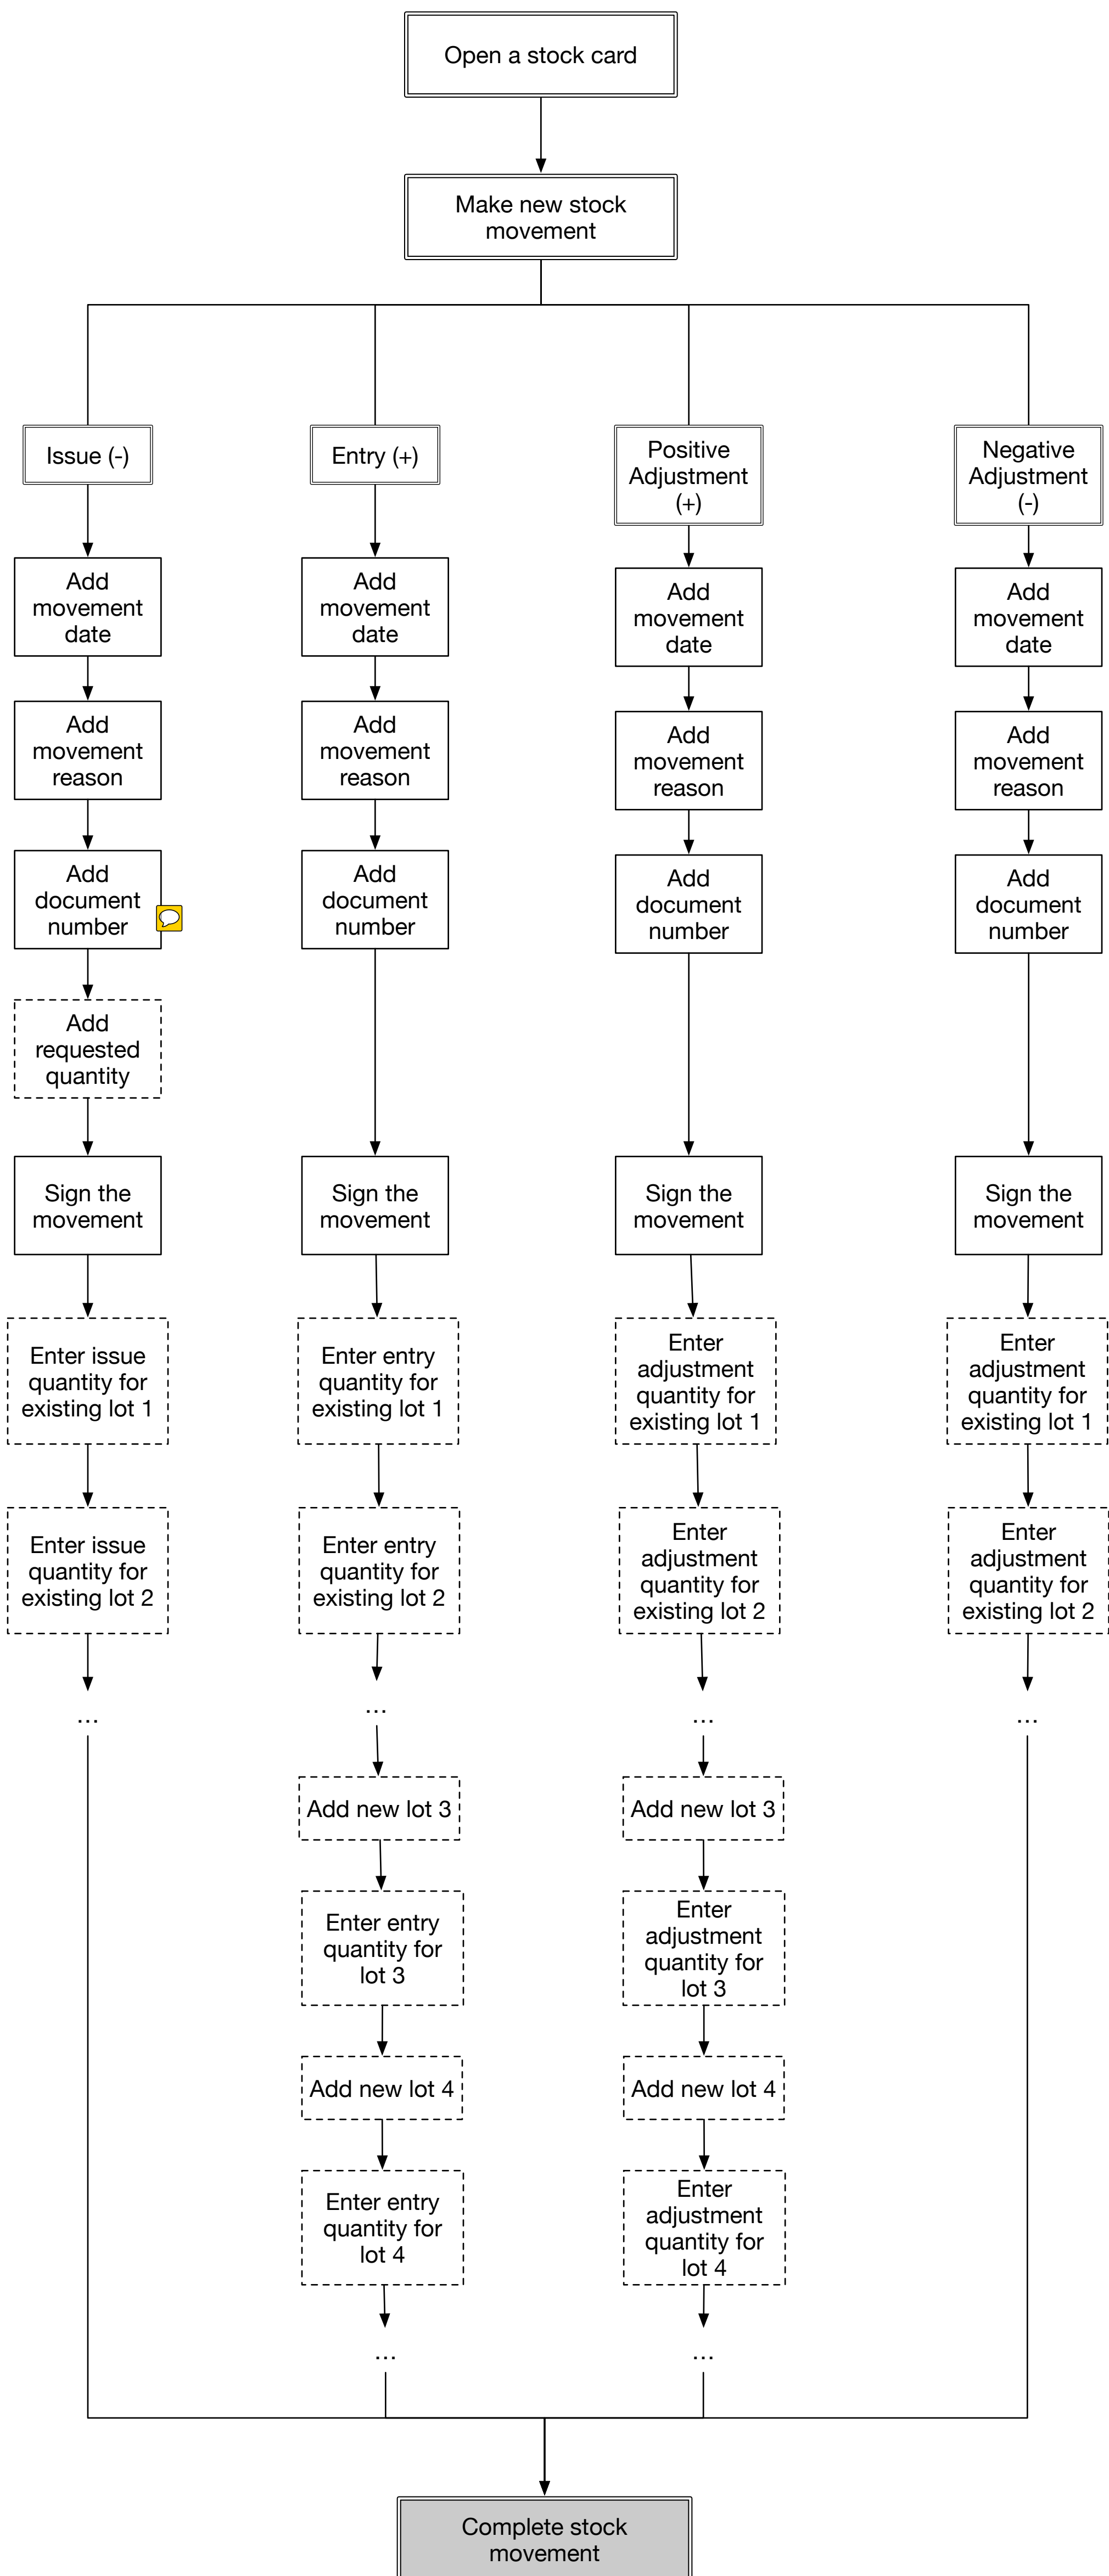 Open a stock card
Make new stock
movement
Issue (-)
Add
movement
date
Add
movement
reason
Add
document
number
Add
requested
quantity
Sign the
movement
Enter issue
quantity for
existing lot 1
Enter issue
quantity for
existing lot 2
...
Entry (+)
Add
movement
date
Add
movement
reason
Add
document
number
Sign the
movement
Enter entry
quantity for
existing lot 1
Enter entry
quantity for
existing lot 2
...
Add new lot 3
Enter entry
quantity for
lot 3
Add new lot 4
Enter entry
quantity for
lot 4
...
Positive
Adjustment
(+)
Add
movement
date
Add
movement
reason
Add
document
number
Sign the
movement
Enter
adjustment
quantity for
existing lot 1
Enter
adjustment
quantity for
existing lot 2
...
Add new lot 3
Enter
adjustment
quantity for
lot 3
Add new lot 4
Enter
adjustment
quantity for
lot 4
...
Negative
Adjustment
(-)
Add
movement
date
Add
movement
reason
Add
document
number
Sign the
movement
Enter
adjustment
quantity for
existing lot 1
Enter
adjustment
quantity for
existing lot 2
...
Complete stock
movement